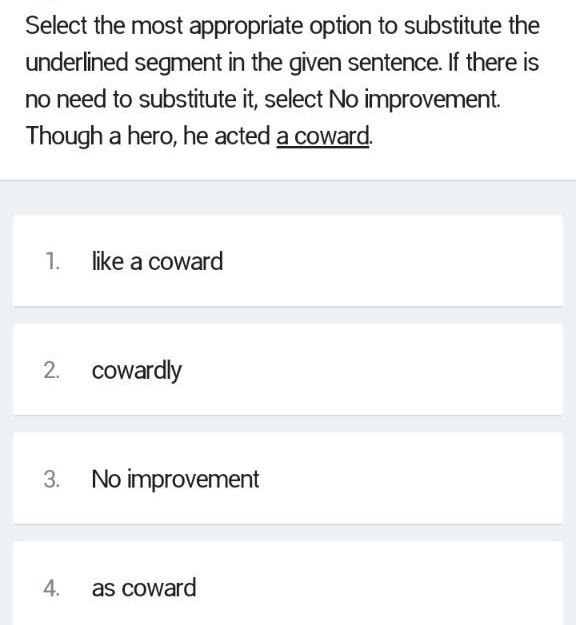 Select the most appropriate option to substitute the
underlined segment in the given sentence. If there is
no need to substitute it, select No improvement.
Though a hero, he acted a coward.
1. like a coward
2. cowardly
3. No improvement
4. as coward